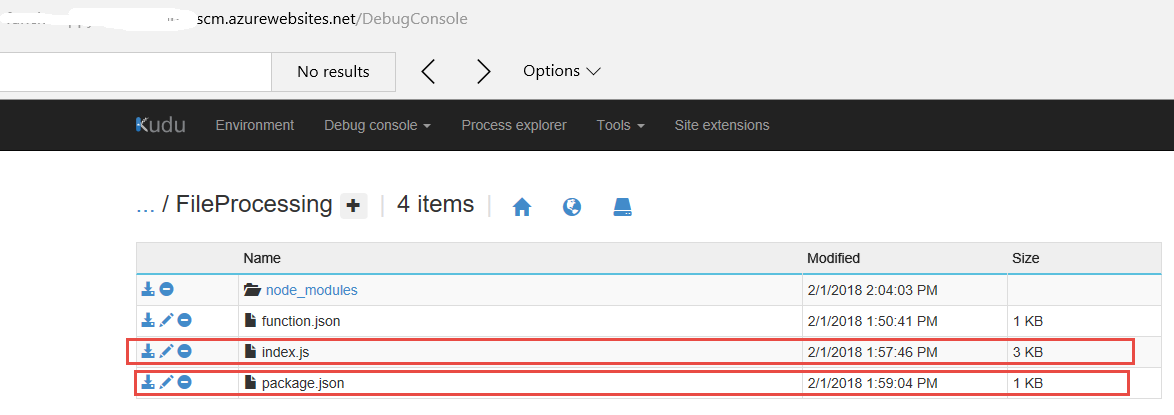 scm.azurewebsites.net/DebugConsole
No results Options
Kudu Environment Debug console Process explorer Tools Site extensions
... / FileProcessing 4 items
Name Modified Size
node_modules 2/1/2018 2:04:03 PM
function.json 2/1/2018 1:50:41 PM 1 KB
index.js 2/1/2018 1:57:46 PM 3 KB
package.json 2/1/2018 1:59:04 PM 1 KB